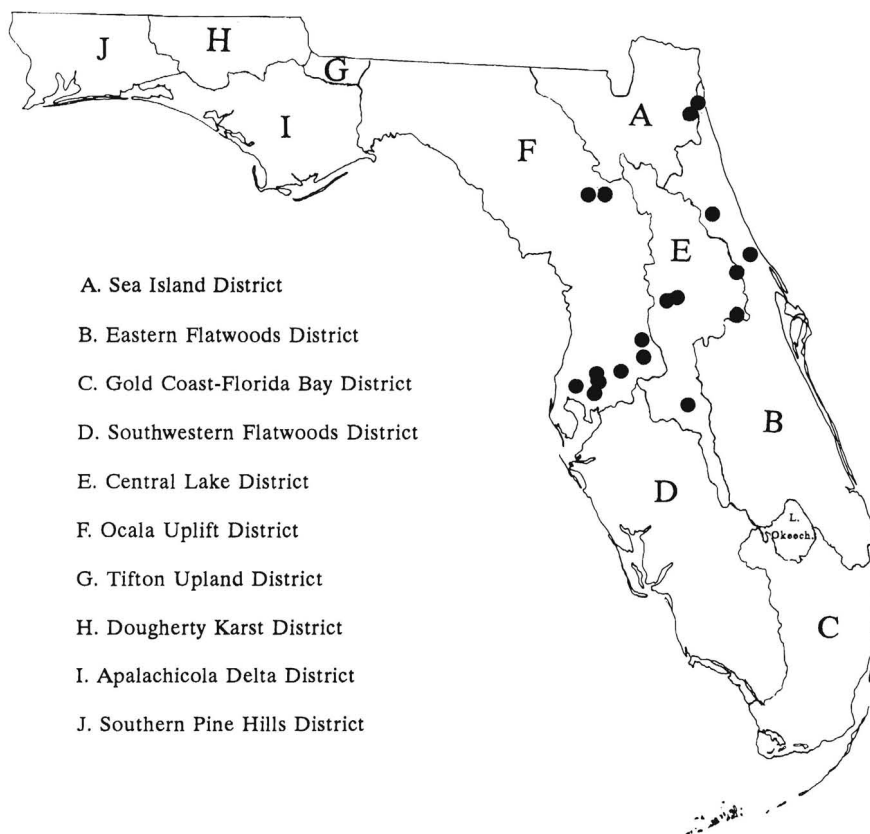 J
H
G
I
F
A
E
B
D
L.
Okeech.
C
A. Sea Island District
B. Eastern Flatwoods District
C. Gold Coast-Florida Bay District
D. Southwestern Flatwoods District
E. Central Lake District
F. Ocala Uplift District
G. Tifton Upland District
H. Dougherty Karst District
I. Apalachicola Delta District
J. Southern Pine Hills District